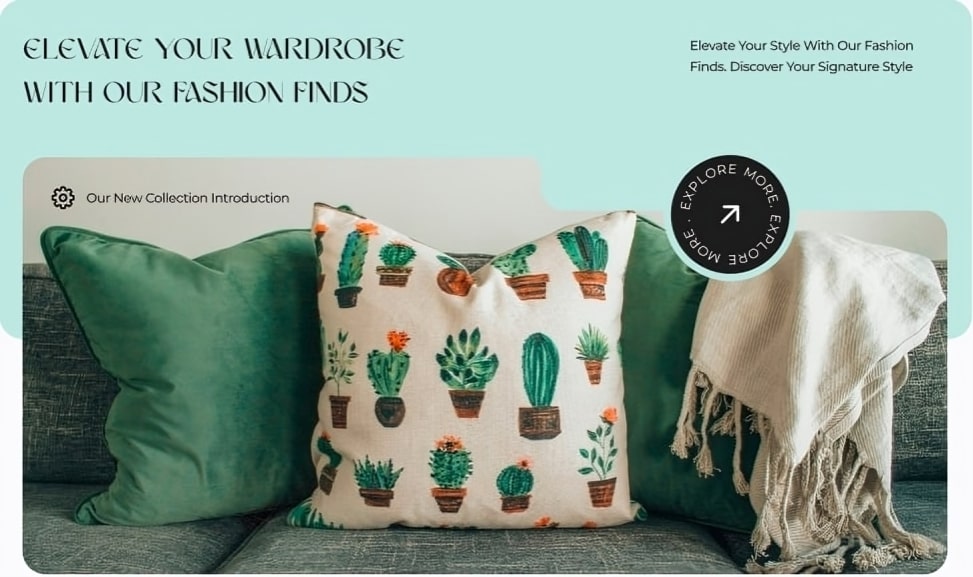 ELEVATE YOUR WARDROBE
WITH OUR FASHION FINDS
Elevate Your Style With Our Fashion
Finds. Discover Your Signature Style
Our New Collection Introduction
EXPLORE MORE. EXPLORE MORE .